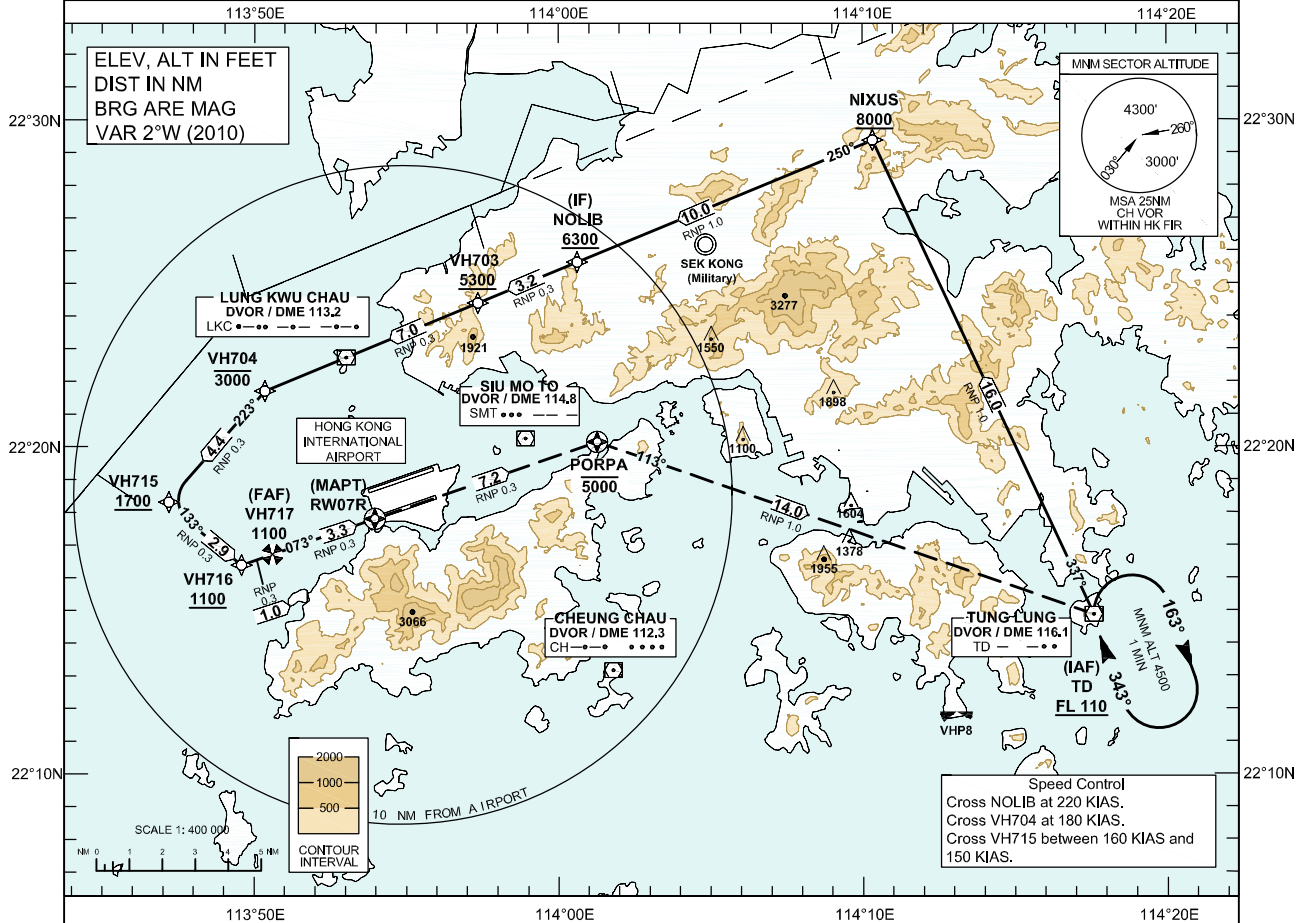 113°50E
114°00E
114°10E
114°20E
ELEV, ALT IN FEET
DIST IN NM
BRG ARE MAG
VAR 2°W (2010)
MNM SECTOR ALTITUDE
4300'
260°
030°
3000'
MSA 25NM
CH VOR
WITHIN HK FIR
22°30N
22°30N
NIXUS
8000
250°
(IF)
NOLIB
6300
10.0
RNP 1.0
SEK KONG
(Military)
VH703
5300
3.2
RNP 0.3
LUNG KWU CHAU
DVOR / DME 113.2
LKC
7.0
RNP 0.3
1921
3277
1550
VH704
3000
SIU MO TO
DVOR / DME 114.8
SMT
1898
16.0
RNP 1.0
223°
4.4
RNP 0.3
HONG KONG
INTERNATIONAL
AIRPORT
1100
22°20N
22°20N
PORPA
5000
113°
7.2
RNP 0.3
VH715
1700
(MAPT)
RW07R
(FAF)
VH717
1100
14.0
RNP 1.0
1604
133°
2.9
RNP 0.3
073°
3.3
RNP 0.3
1378
1955
337°
VH716
1100
RNP
0.3
1.0
3066
163°
MNM ALT 4500
1 MIN
343°
CHEUNG CHAU
DVOR / DME 112.3
CH
TUNG LUNG
DVOR / DME 116.1
TD
(IAF)
TD
FL 110
VHP8
22°10N
22°10N
2000
1000
500
CONTOUR
INTERVAL
10 NM FROM AIRPORT
SCALE 1: 400 000
NM 0 1 2 3 4 5 NM
Speed Control
Cross NOLIB at 220 KIAS.
Cross VH704 at 180 KIAS.
Cross VH715 between 160 KIAS and
150 KIAS.
113°50E
114°00E
114°10E
114°20E